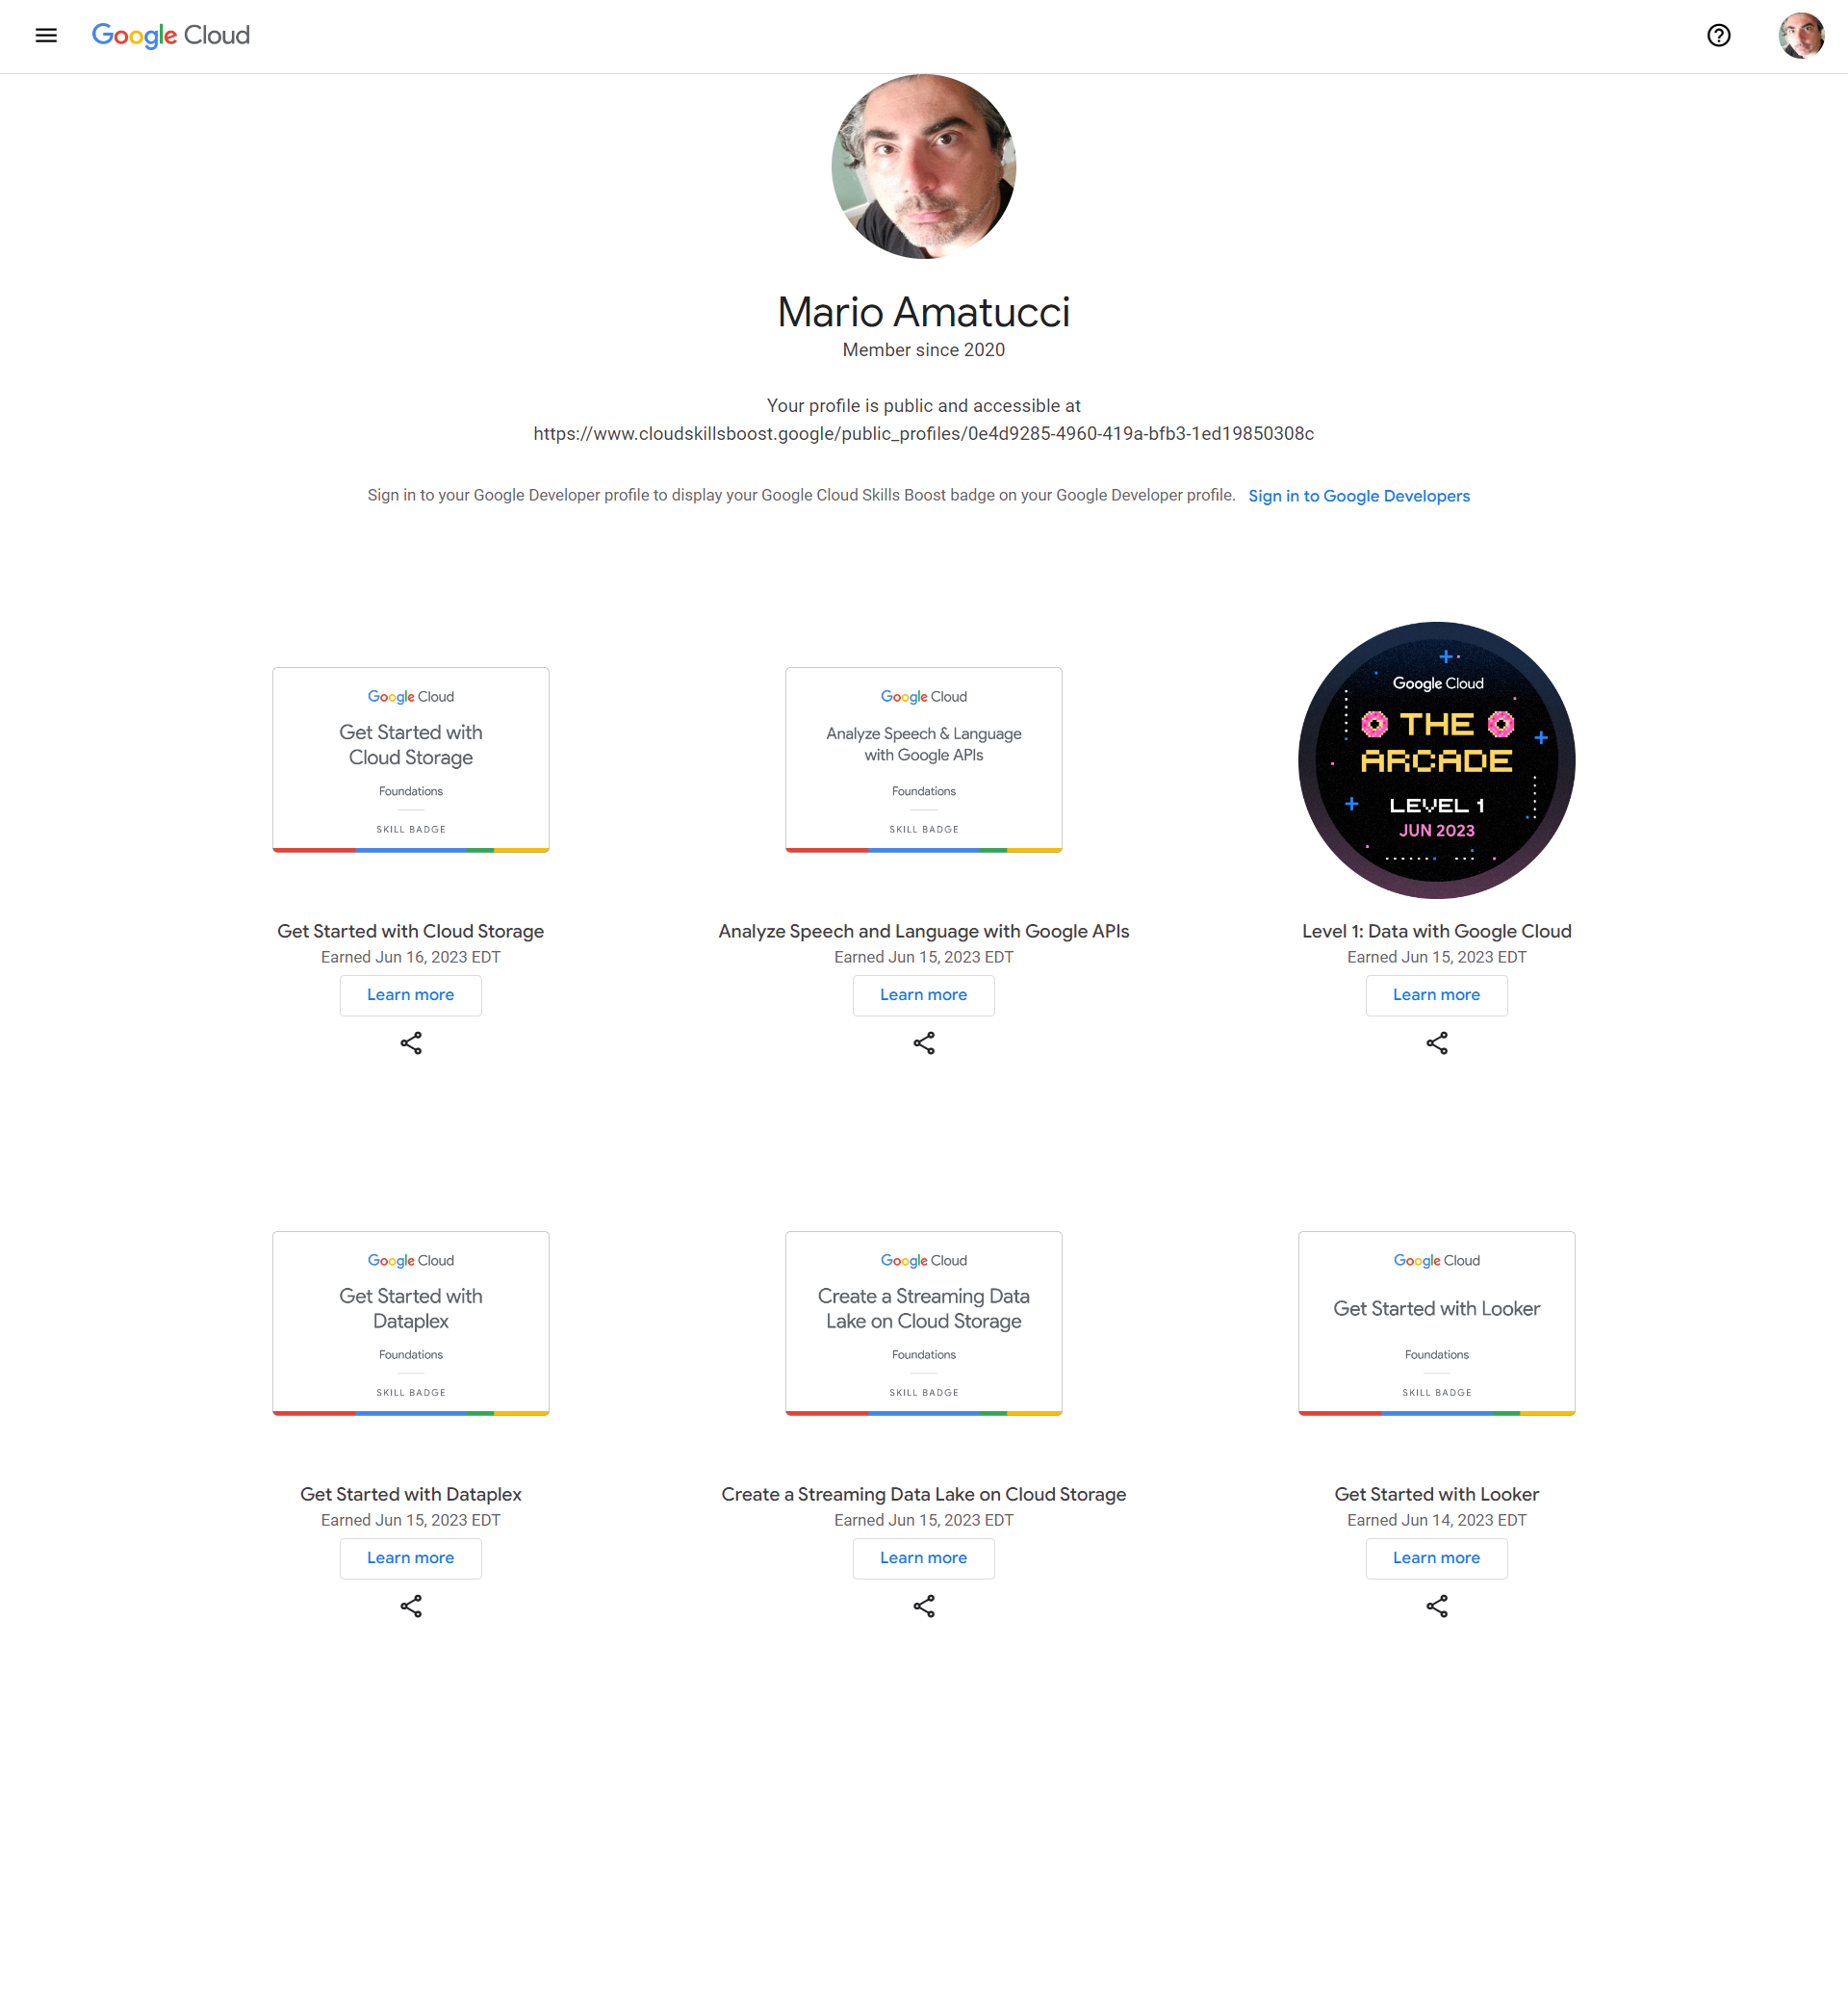 Google Cloud
Mario Amatucci
Member since 2020
Your profile is public and accessible at
https://www.cloudskillsboost.google/public_profiles/0e4d9285-4960-419a-bfb3-1ed19850308c
Sign in to your Google Developer profile to display your Google Cloud Skills Boost badge on your Google Developer profile. Sign in to Google Developers
Google Cloud
Get Started with
Cloud Storage
Foundations
SKILL BADGE
Get Started with Cloud Storage
Earned Jun 16, 2023 EDT
Learn more
Google Cloud
Analyze Speech & Language
with Google APIs
Foundations
SKILL BADGE
Analyze Speech and Language with Google APIs
Earned Jun 15, 2023 EDT
Learn more
Google Cloud
THE
ARCADE
LEVEL 1
JUN 2023
Level 1: Data with Google Cloud
Earned Jun 15, 2023 EDT
Learn more
Google Cloud
Get Started with
Dataplex
Foundations
SKILL BADGE
Get Started with Dataplex
Earned Jun 15, 2023 EDT
Learn more
Google Cloud
Create a Streaming Data
Lake on Cloud Storage
Foundations
SKILL BADGE
Create a Streaming Data Lake on Cloud Storage
Earned Jun 15, 2023 EDT
Learn more
Google Cloud
Get Started with Looker
Foundations
SKILL BADGE
Get Started with Looker
Earned Jun 14, 2023 EDT
Learn more